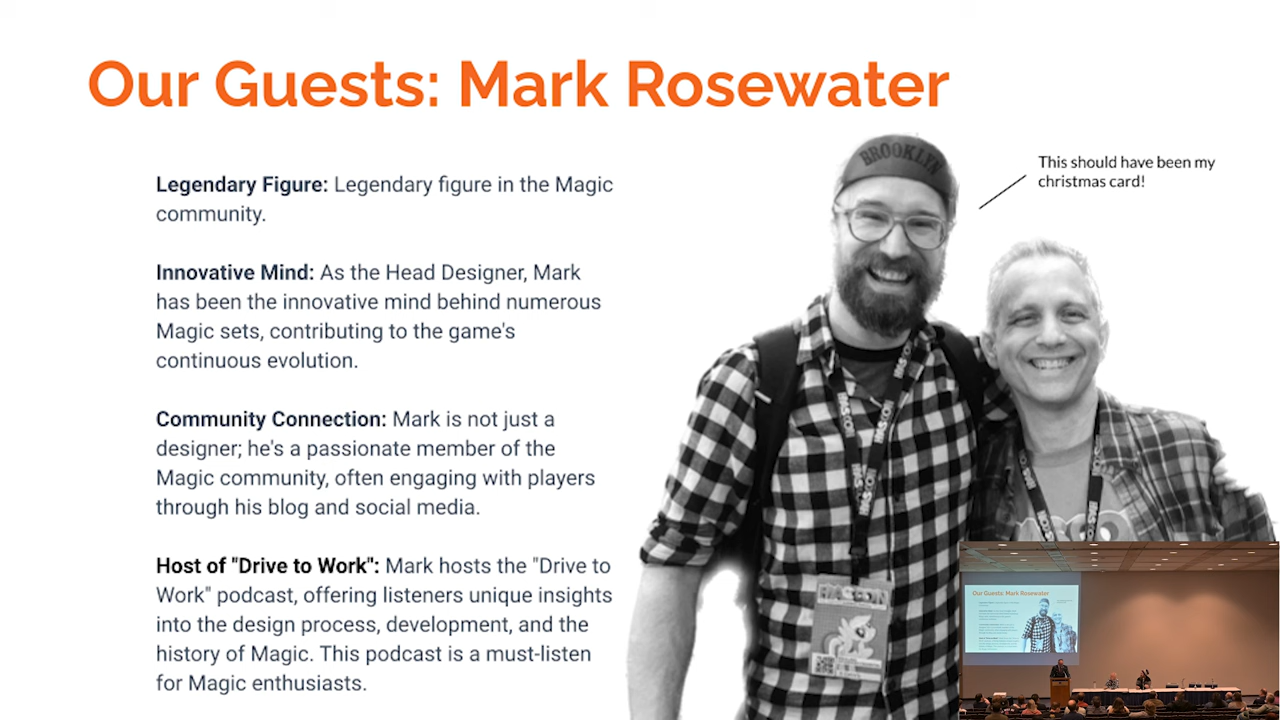 Our Guests: Mark Rosewater
Legendary Figure: Legendary figure in the Magic
community.
Innovative Mind: As the Head Designer, Mark
has been the innovative mind behind numerous
Magic sets, contributing to the game's
continuous evolution.
Community Connection: Mark is not just a
designer; he's a passionate member of the
Magic community, often engaging with players
through his blog and social media.
Host of "Drive to Work": Mark hosts the "Drive to
Work" podcast, offering listeners unique insights
into the design process, development, and the
history of Magic. This podcast is a must-listen
for Magic enthusiasts.
This should have been my
christmas card!
BROOKLYN
HASCON
Our Guests: Mark Rosewater